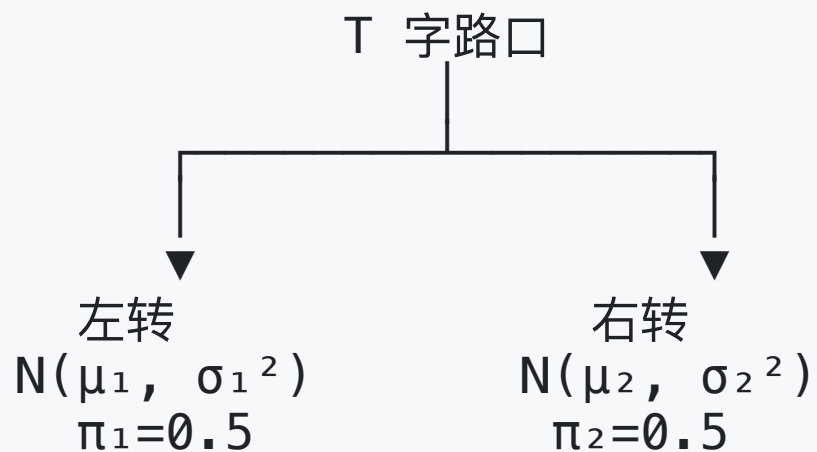 T 字路口
左转
N(μ₁, σ₁²)
π₁=0.5
右转
N(μ₂, σ₂²)
π₂=0.5